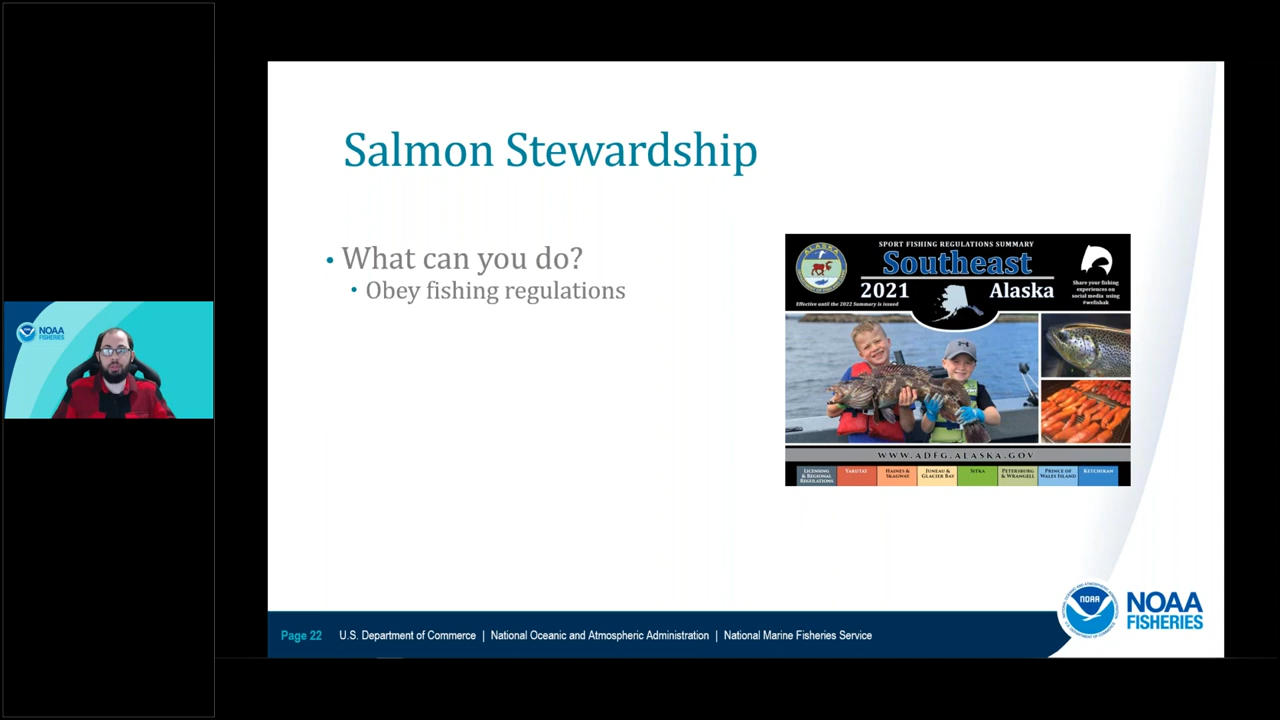 NOAA
FISHERIES
Salmon Stewardship
• What can you do?
• Obey fishing regulations
SPORT FISHING REGULATIONS SUMMARY
Southeast
2021 Alaska
Effective until the 2022 Summary is issued
Share your fishing
experiences on
social media using
#wefishak
WWW.ADFG.ALASKA.GOV
LICENSING
& REGIONAL
REGULATIONS
YAKUTAT
HAINES &
SKAGWAY
JUNEAU &
GLACIER BAY
SITKA
PETERSBURG
& WRANGELL
PRINCE OF
WALES ISLAND
KETCHIKAN
Page 22 U.S. Department of Commerce | National Oceanic and Atmospheric Administration | National Marine Fisheries Service
NOAA
NOAA
FISHERIES